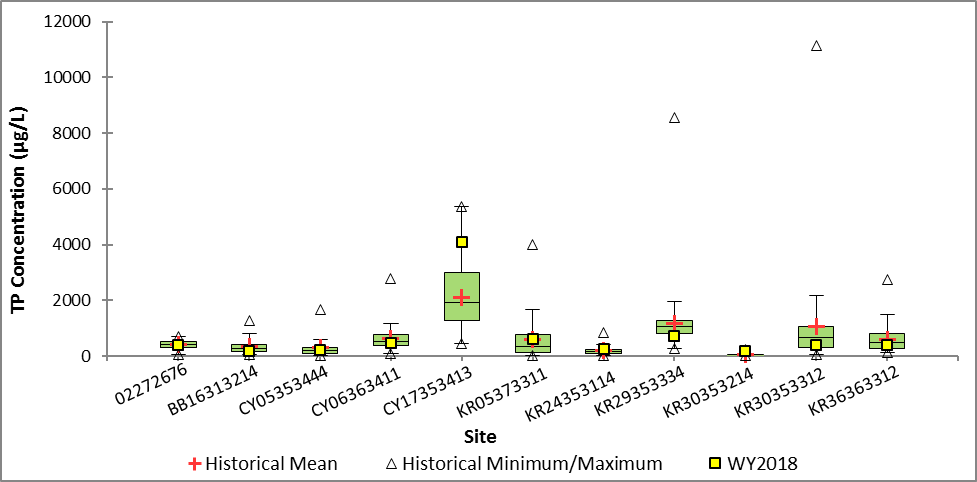 12000
10000
8000
6000
4000
2000
0
TP Concentration (µg/L)
02272676
BB16313214
CY05353444
CY06363411
CY17353413
KR05373311
KR24353114
KR29353334
KR30353214
KR30353312
KR36363312
Site
Historical Mean
Historical Minimum/Maximum
WY2018